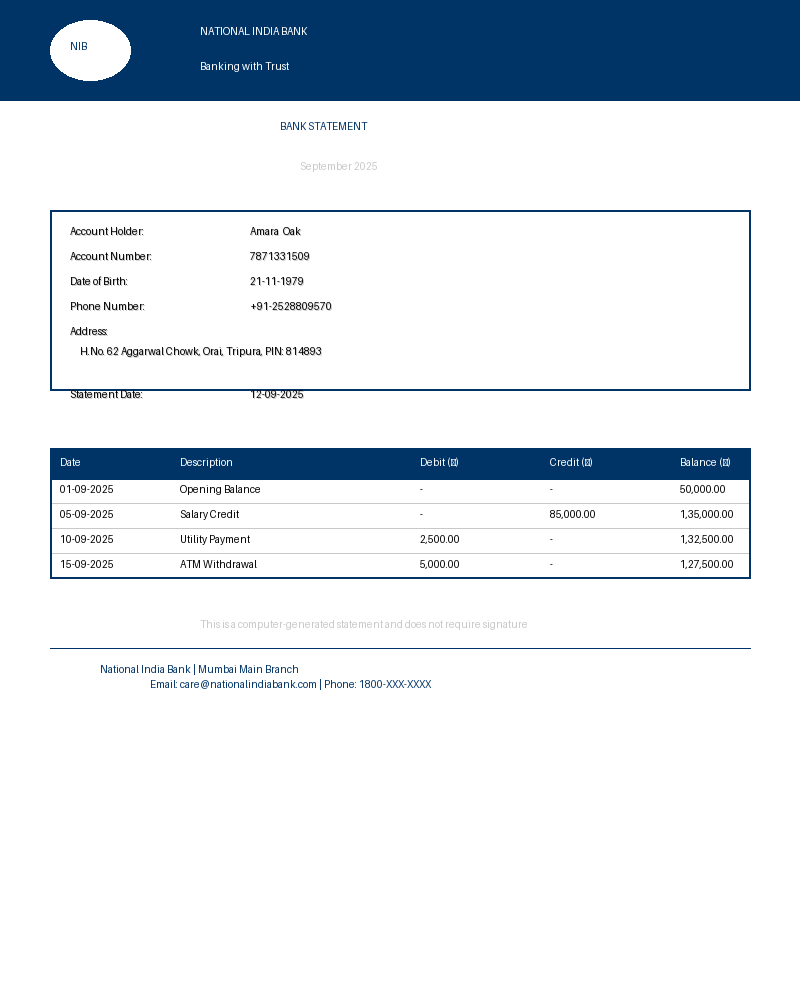 NIB
NATIONAL INDIA BANK
Banking with Trust
BANK STATEMENT
September 2025
Account Holder: Amara Oak
Account Number: 7871331509
Date of Birth: 21-11-1979
Phone Number: +91-2528809570
Address:
H.No. 62 Aggarwal Chowk, Orai, Tripura, PIN: 814893
Statement Date: 12-09-2025
Date Description Debit (▯) Credit (▯) Balance (▯)
01-09-2025 Opening Balance - - 50,000.00
05-09-2025 Salary Credit - 85,000.00 1,35,000.00
10-09-2025 Utility Payment 2,500.00 - 1,32,500.00
15-09-2025 ATM Withdrawal 5,000.00 - 1,27,500.00
This is a computer-generated statement and does not require signature
National India Bank | Mumbai Main Branch
Email: care@nationalindiabank.com | Phone: 1800-XXX-XXXX